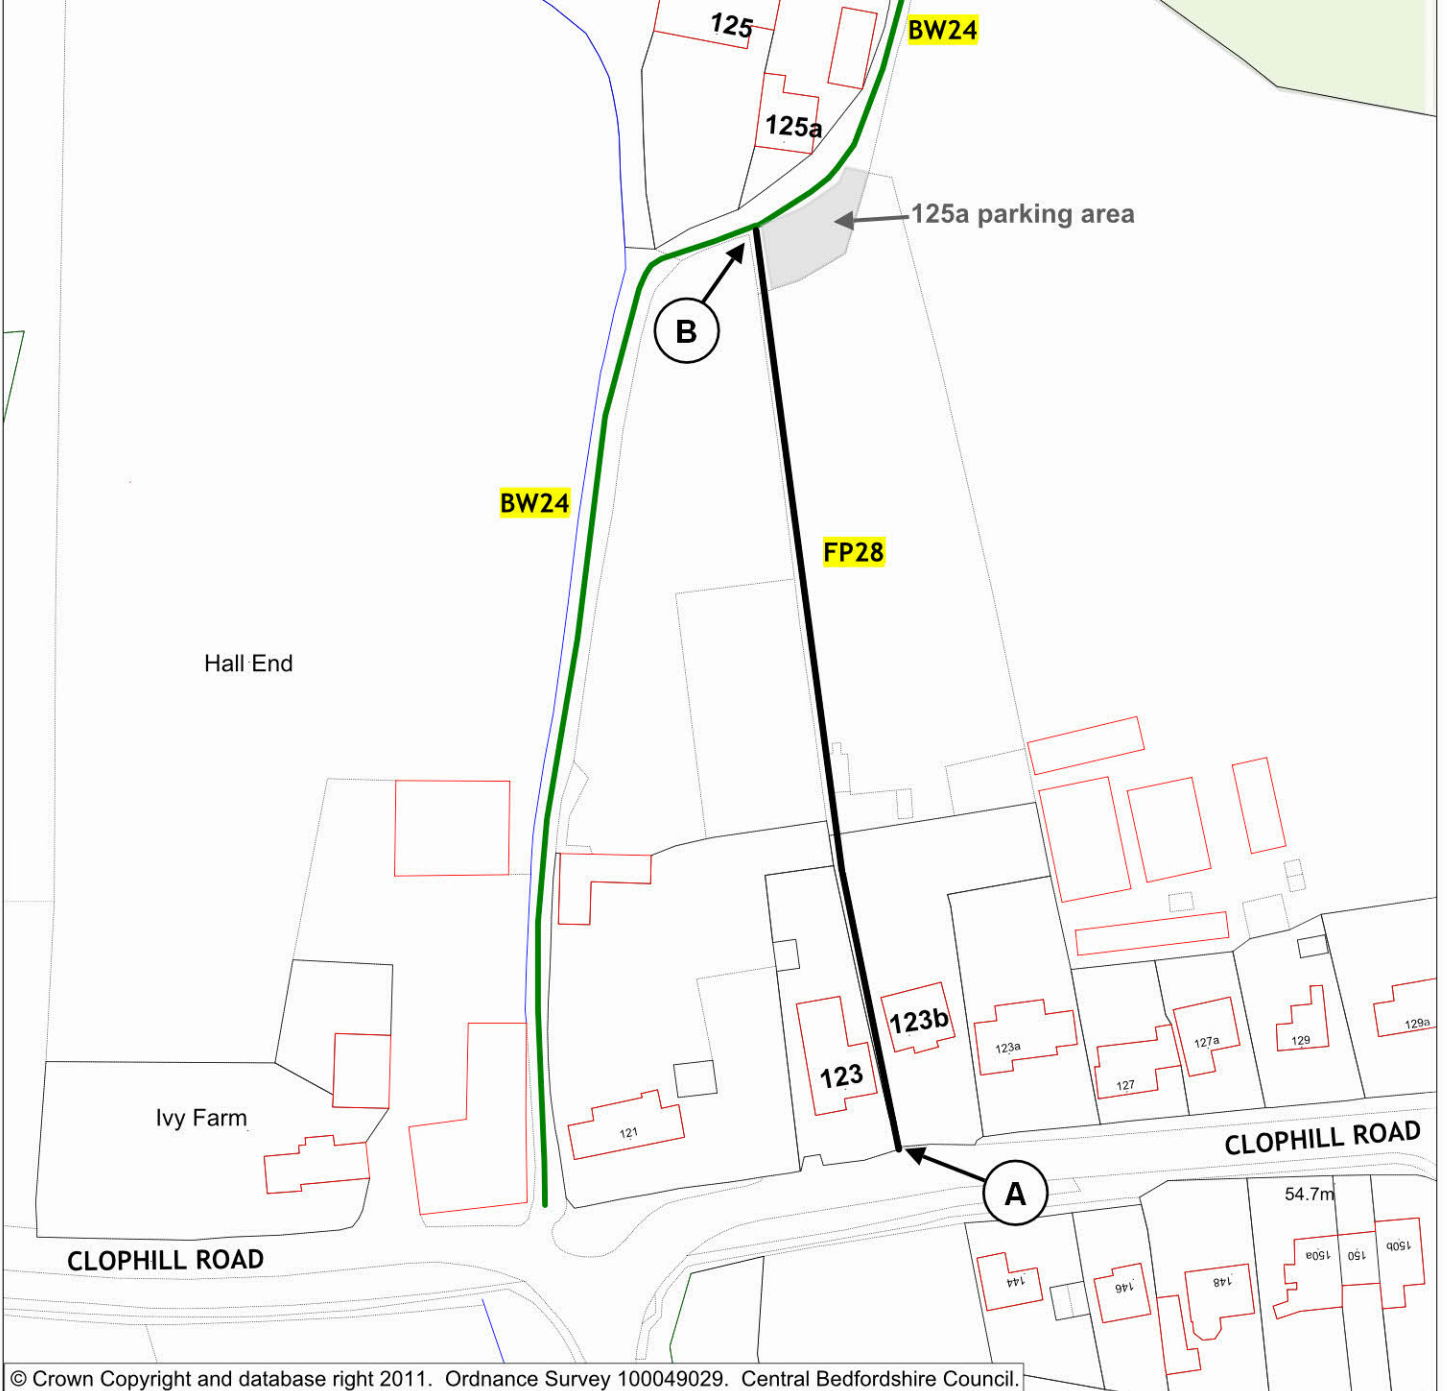 125
BW24
125a
125a parking area
B
BW24
FP28
Hall End
123b
123a
129a
127a
129
123
127
Ivy Farm
121
CLOPHILL ROAD
A
54.7m
CLOPHILL ROAD
144
146
148
150a
150
150b
© Crown Copyright and database right 2011. Ordnance Survey 100049029. Central Bedfordshire Council.